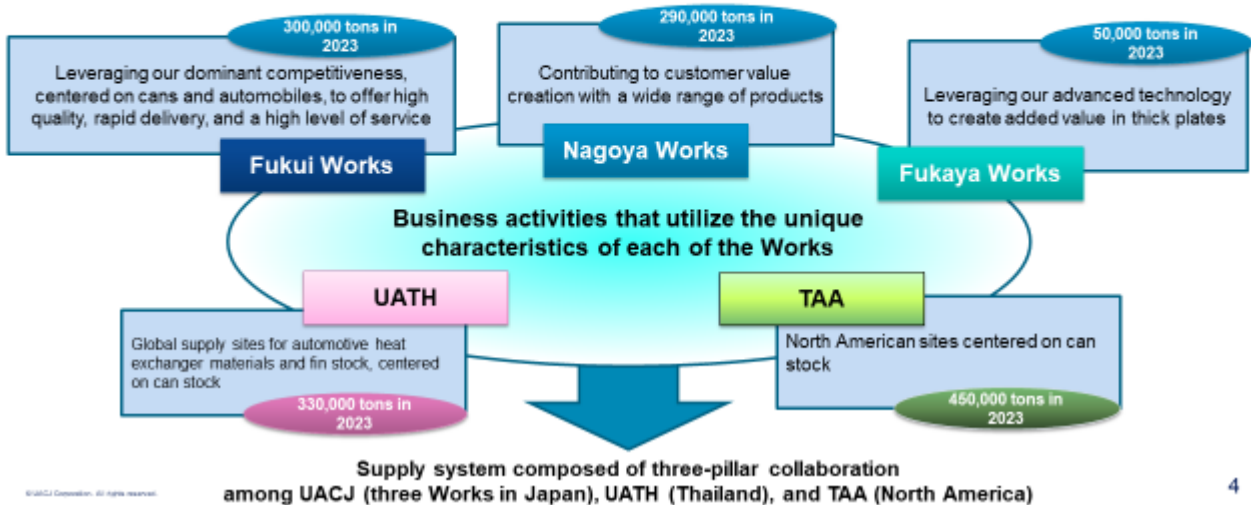 300,000 tons in
2023
Leveraging our dominant competitiveness,
centered on cans and automobiles, to offer high
quality, rapid delivery, and a high level of service
Fukui Works
290,000 tons in
2023
Contributing to customer value
creation with a wide range of products
Nagoya Works
50,000 tons in
2023
Leveraging our advanced technology
to create added value in thick plates
Fukaya Works
Business activities that utilize the unique
characteristics of each of the Works
UATH
Global supply sites for automotive heat
exchanger materials and fin stock, centered
on can stock
330,000 tons in
2023
TAA
North American sites centered on can
stock
450,000 tons in
2023
Supply system composed of three-pillar collaboration
among UACJ (three Works in Japan), UATH (Thailand), and TAA (North America)
© UACJ Corporation. All rights reserved.
4